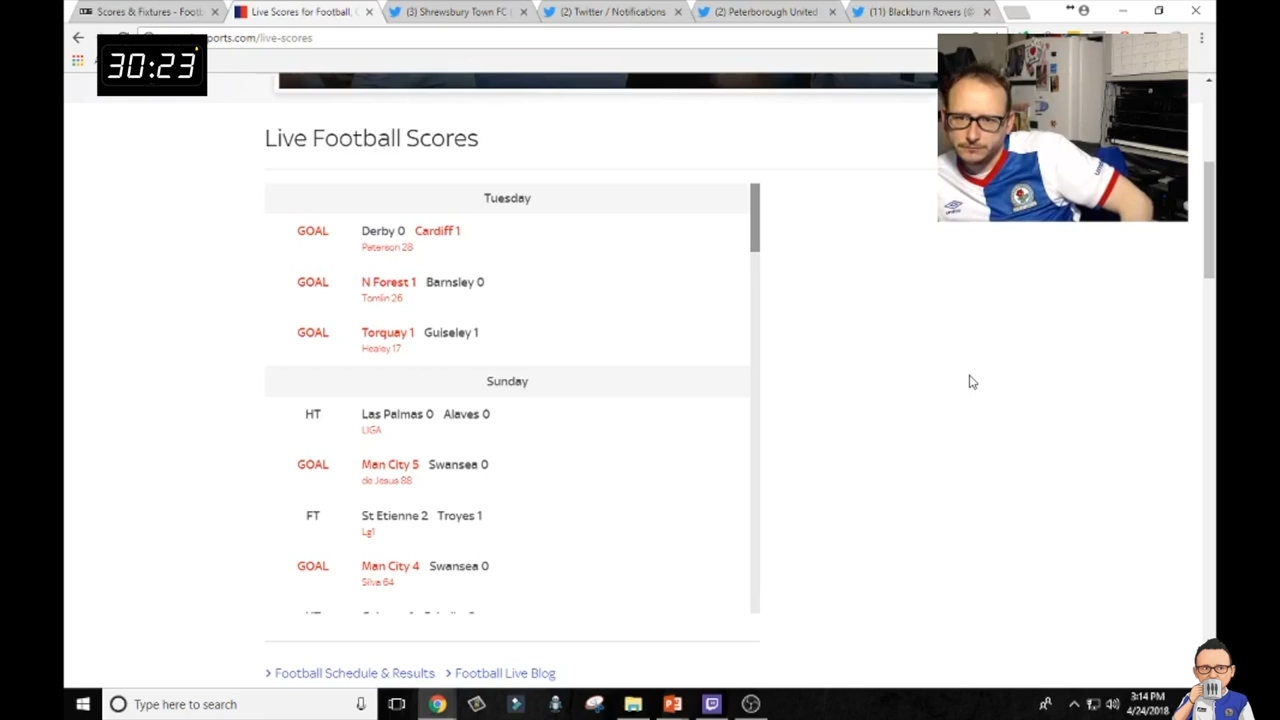 Scores & Fixtures - Footb
Live Scores for Football, G
(3) Shrewsbury Town FC (
(2) Twitter / Notifications
(2) Peterborough United
(11) Blackburn Rovers (@
30:23
ports.com/live-scores
Live Football Scores
Tuesday
GOAL Derby 0 Cardiff 1
Paterson 28
GOAL N Forest 1 Barnsley 0
Tomlin 26
GOAL Torquay 1 Guiseley 1
Healey 17
Sunday
HT Las Palmas 0 Alaves 0
LIGA
GOAL Man City 5 Swansea 0
de Jesus 88
FT St Etienne 2 Troyes 1
Lg1
GOAL Man City 4 Swansea 0
Silva 64
> Football Schedule & Results > Football Live Blog
Type here to search
3:14 PM
4/24/2018